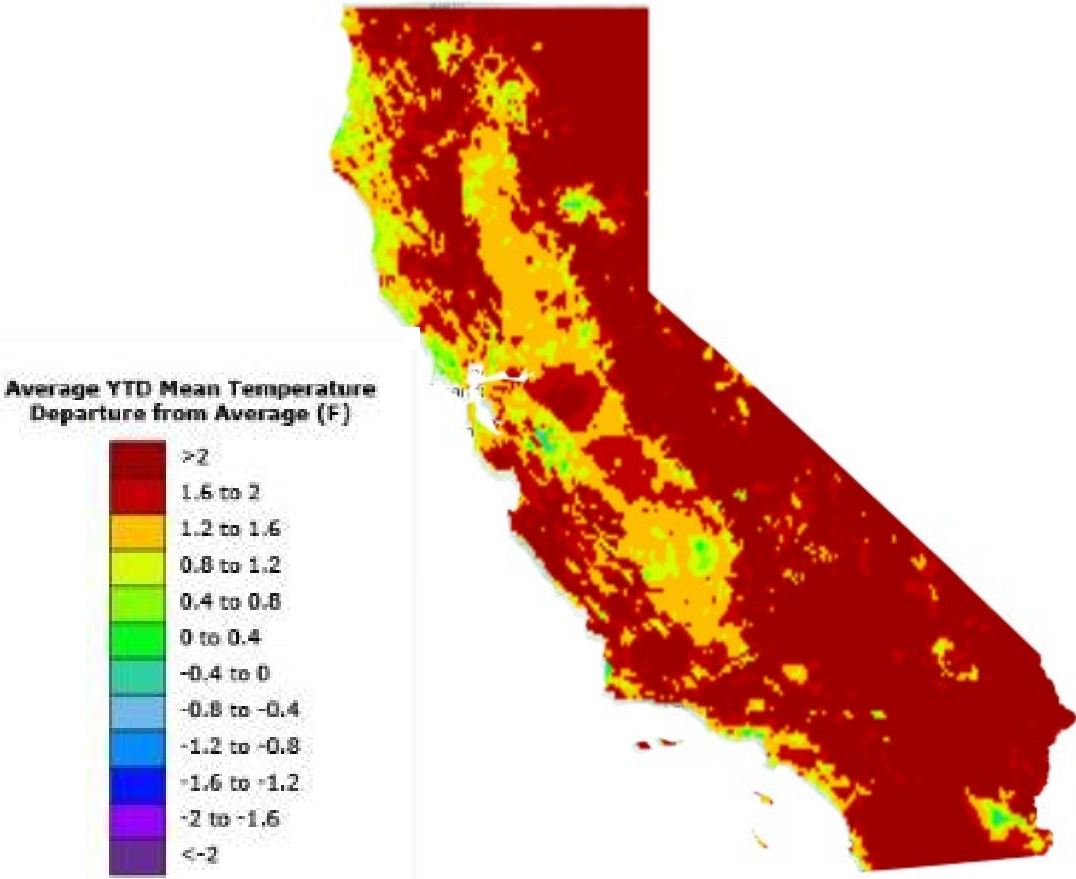 Average YTD Mean Temperature
Departure from Average (F)
>2
1.6 to 2
1.2 to 1.6
0.8 to 1.2
0.4 to 0.8
0 to 0.4
-0.4 to 0
-0.8 to -0.4
-1.2 to -0.8
-1.6 to -1.2
-2 to -1.6
<-2